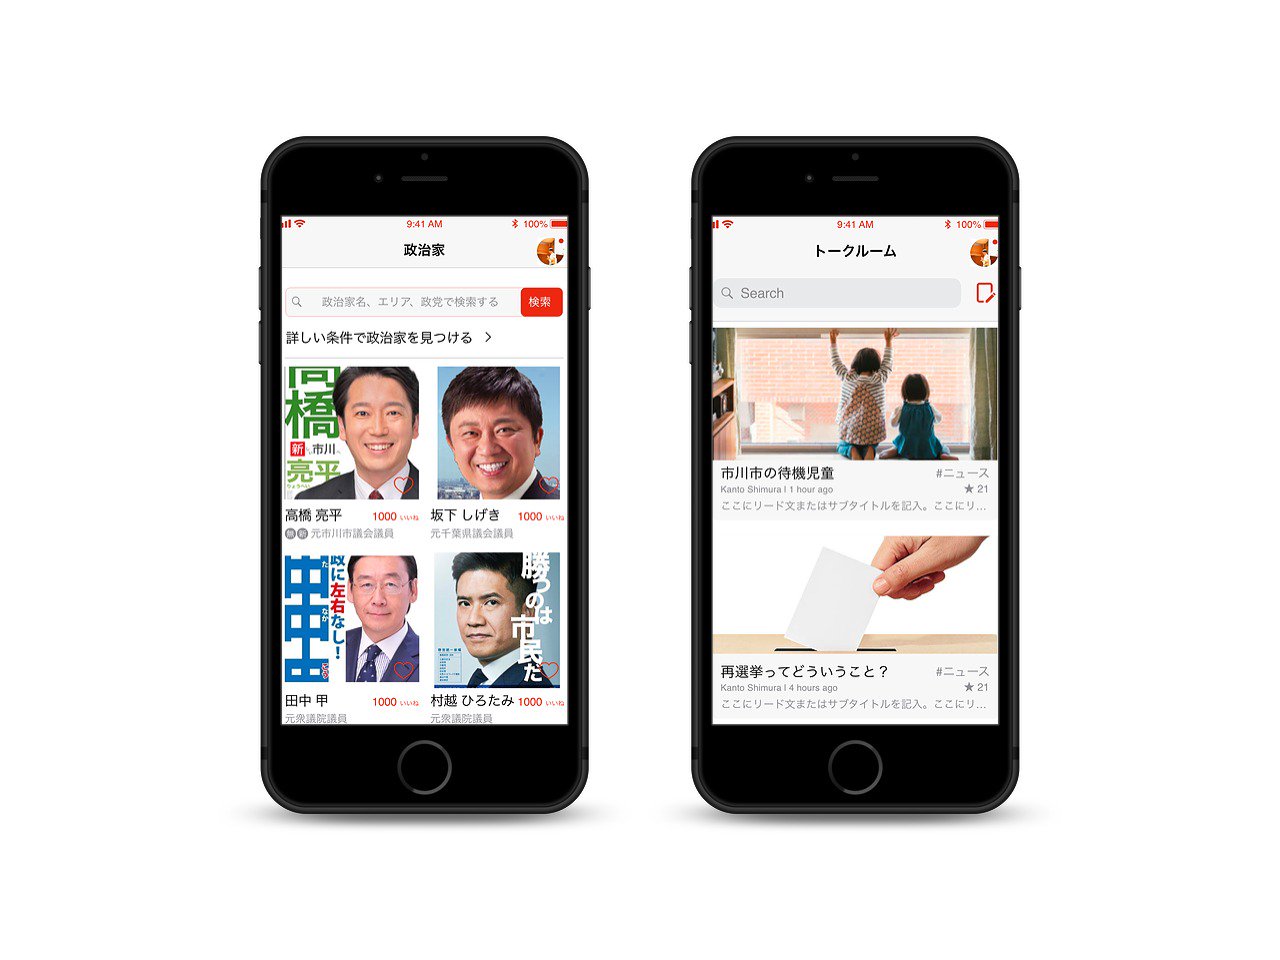 9:41 AM
100%
政治家
政治家名、エリア、政党で検索する
検索
詳しい条件で政治家を見つける
高橋
新
市川
亮平
りょうへい
高橋 亮平
1000 いいね
元市川市議会議員
坂下 しげき
1000 いいね
元千葉県議会議員
政に左右なし!
たなか
田中 甲
1000 いいね
元衆議院議員
勝つのは
市民だ
村越 ひろたみ
1000 いいね
元衆議院議員
9:41 AM
100%
トークルーム
Search
市川市の待機児童
#ニュース
Kanto Shimura I 1 hour ago
★ 21
ここにリード文またはサブタイトルを記入。ここにリ...
再選挙ってどういうこと？
#ニュース
Kanto Shimura I 4 hours ago
★ 21
ここにリード文またはサブタイトルを記入。ここにリ...